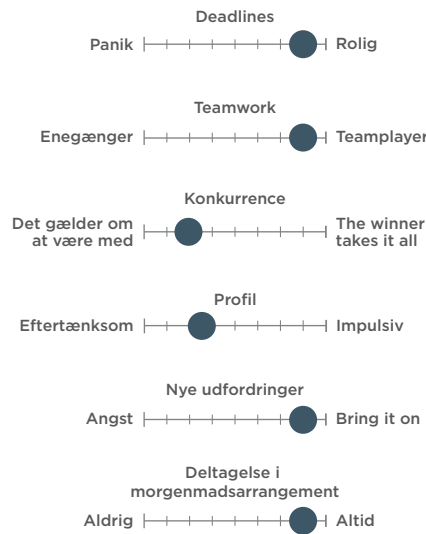 Deadlines
Panik Rolig
Teamwork
Enegænger Teamplayer
Konkurrence
Det gælder om The winner
at være med takes it all
Profil
Eftertænksom Impulsiv
Nye udfordringer
Angst Bring it on
Deltagelse i
morgenmadsarrangement
Aldrig Altid